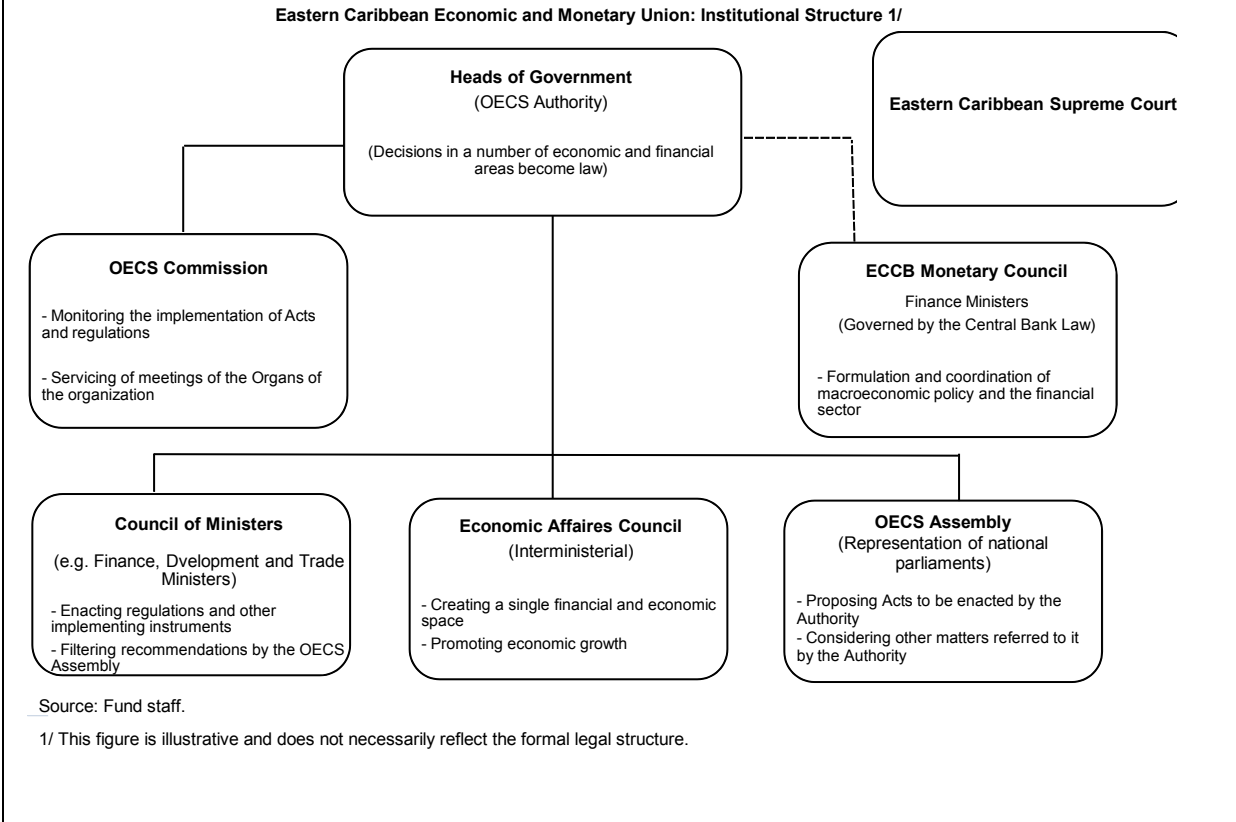 Eastern Caribbean Economic and Monetary Union: Institutional Structure 1/
Heads of Government
(OECS Authority)
(Decisions in a number of economic and financial
areas become law)
Eastern Caribbean Supreme Court
OECS Commission
- Monitoring the implementation of Acts
and regulations
- Servicing of meetings of the Organs of
the organization
ECCB Monetary Council
Finance Ministers
(Governed by the Central Bank Law)
- Formulation and coordination of
macroeconomic policy and the financial
sector
Council of Ministers
(e.g. Finance, Dvelopment and Trade
Ministers)
- Enacting regulations and other
implementing instruments
- Filtering recommendations by the OECS
Assembly
Economic Affaires Council
(Interministerial)
- Creating a single financial and economic
space
- Promoting economic growth
OECS Assembly
(Representation of national
parliaments)
- Proposing Acts to be enacted by the
Authority
- Considering other matters referred to it
by the Authority
Source: Fund staff.
1/ This figure is illustrative and does not necessarily reflect the formal legal structure.